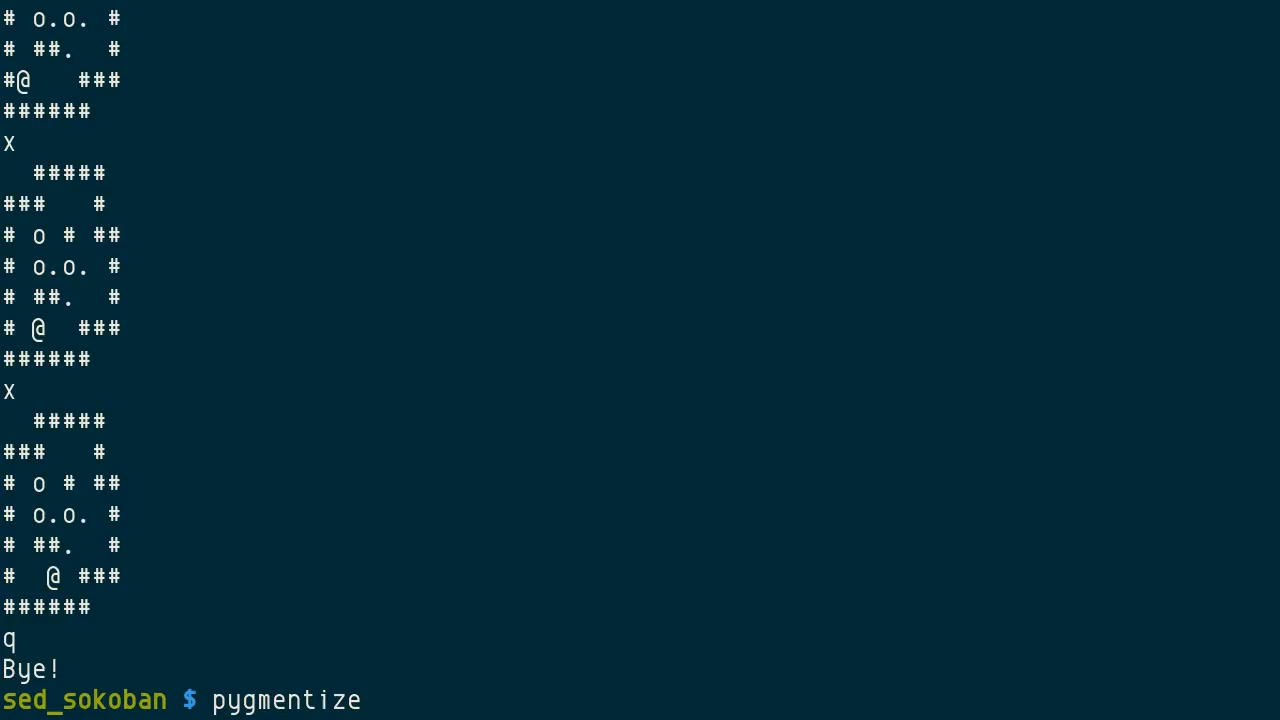 # o.o. #
# ##.  #
#@   ###
######
x
  #####
###   #
# o # ##
# o.o. #
# ##.  #
# @  ###
######
x
  #####
###   #
# o # ##
# o.o. #
# ##.  #
#  @ ###
######
q
Bye!
sed_sokoban $ pygmentize